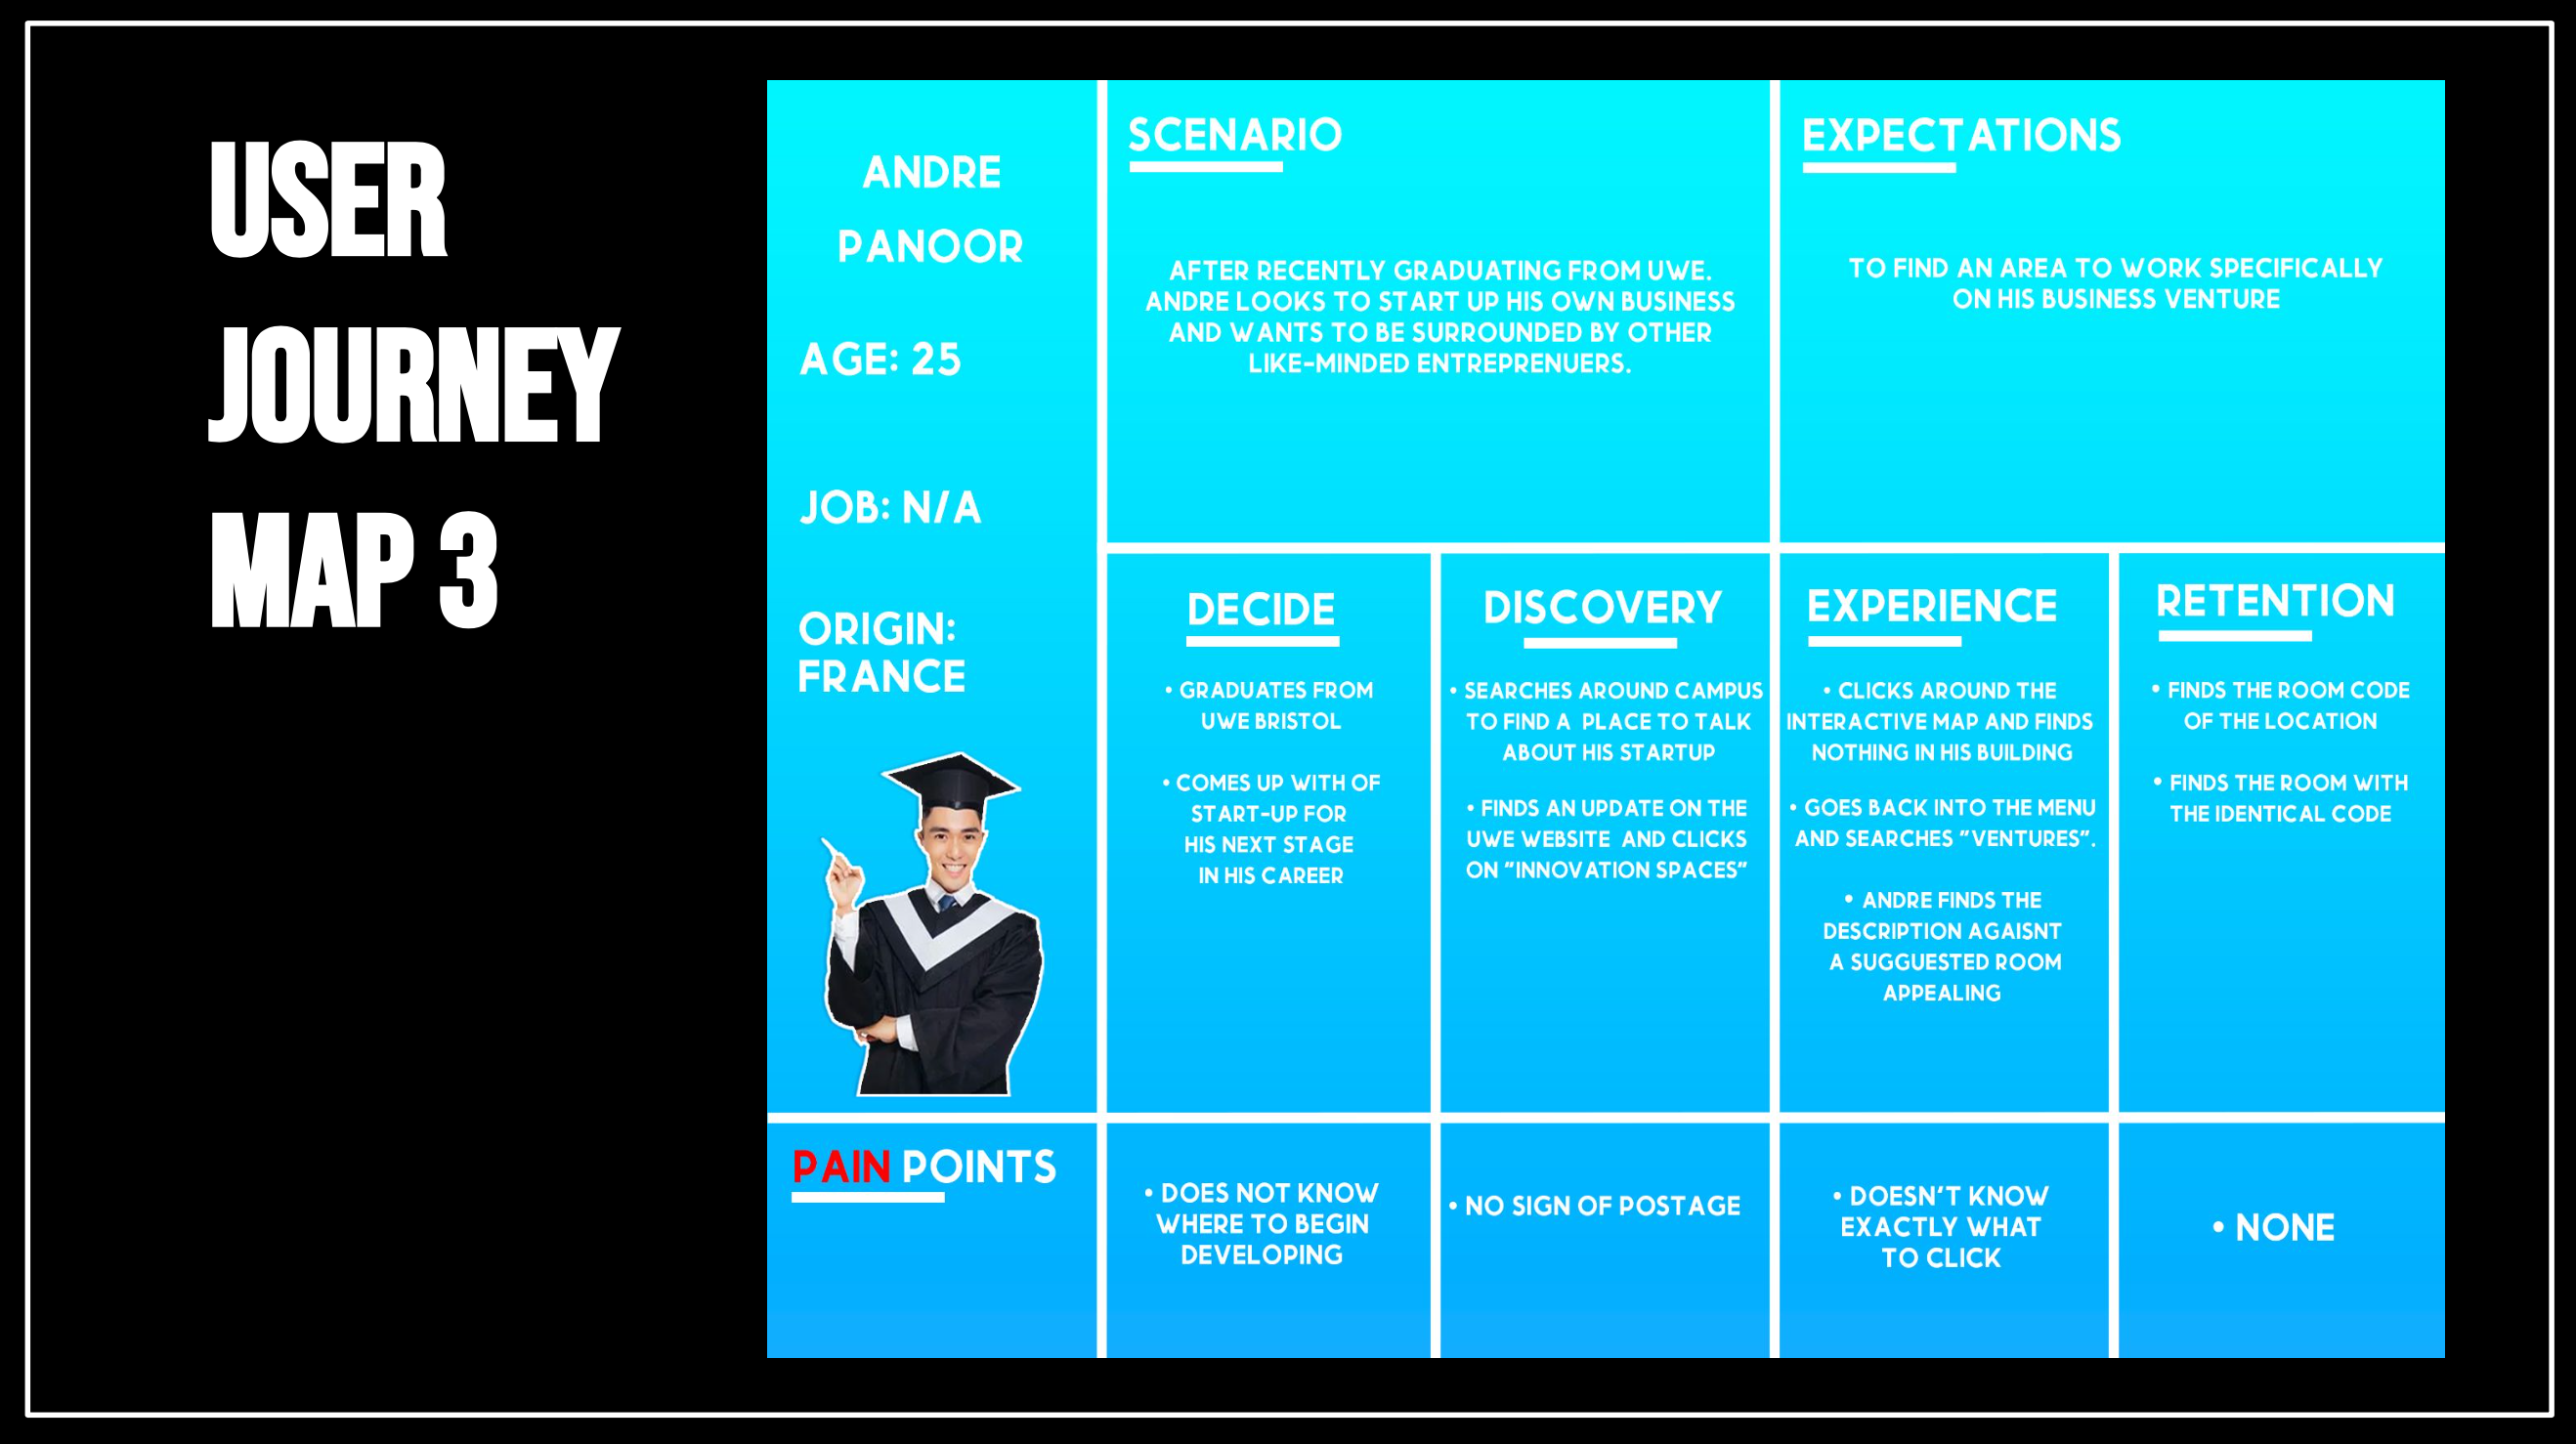 USER
JOURNEY
MAP 3
ANDRE
PANOOR
AGE: 25
JOB: N/A
ORIGIN:
FRANCE
SCENARIO
AFTER RECENTLY GRADUATING FROM UWE.
ANDRE LOOKS TO START UP HIS OWN BUSINESS
AND WANTS TO BE SURROUNDED BY OTHER
LIKE-MINDED ENTREPRENUERS.
EXPECTATIONS
TO FIND AN AREA TO WORK SPECIFICALLY
ON HIS BUSINESS VENTURE
DECIDE
• GRADUATES FROM
UWE BRISTOL
• COMES UP WITH OF
START-UP FOR
HIS NEXT STAGE
IN HIS CAREER
DISCOVERY
• SEARCHES AROUND CAMPUS
TO FIND A PLACE TO TALK
ABOUT HIS STARTUP
• FINDS AN UPDATE ON THE
UWE WEBSITE AND CLICKS
ON "INNOVATION SPACES"
EXPERIENCE
• CLICKS AROUND THE
INTERACTIVE MAP AND FINDS
NOTHING IN HIS BUILDING
• GOES BACK INTO THE MENU
AND SEARCHES "VENTURES".
• ANDRE FINDS THE
DESCRIPTION AGAISNT
A SUGGUESTED ROOM
APPEALING
RETENTION
• FINDS THE ROOM CODE
OF THE LOCATION
• FINDS THE ROOM WITH
THE IDENTICAL CODE
PAIN POINTS
• DOES NOT KNOW
WHERE TO BEGIN
DEVELOPING
• NO SIGN OF POSTAGE
• DOESN'T KNOW
EXACTLY WHAT
TO CLICK
• NONE